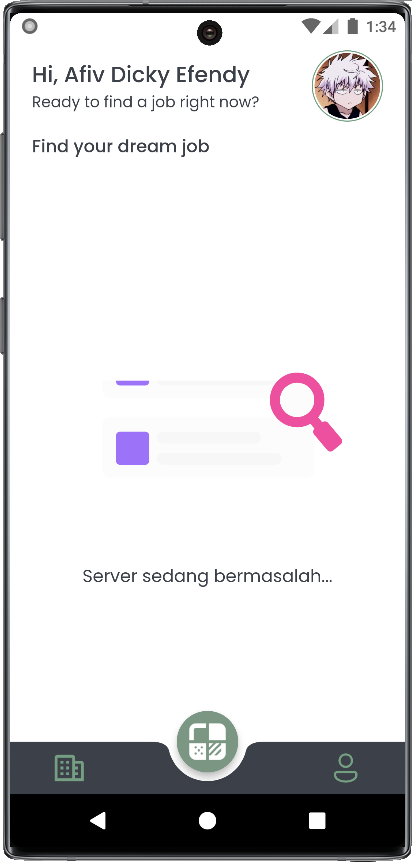 1:34
Hi, Afiv Dicky Efendy
Ready to find a job right now?
Find your dream job
Server sedang bermasalah...